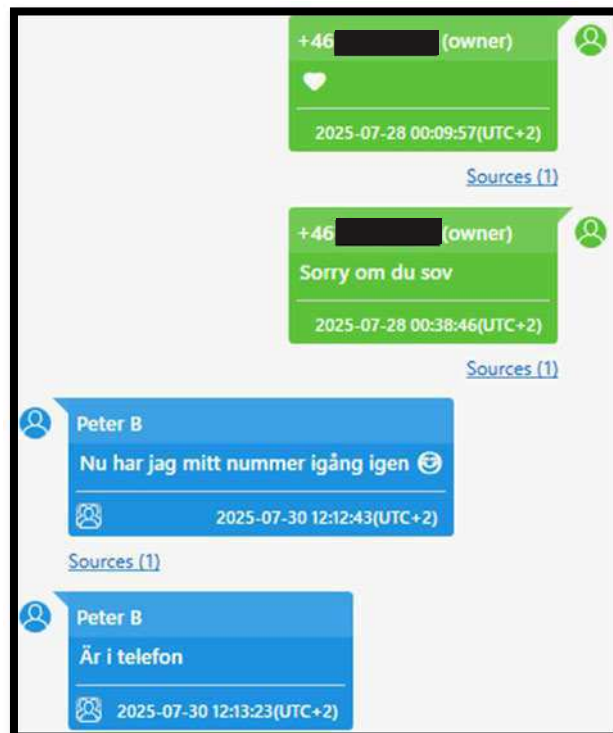 +46 (owner)
🤍
2025-07-28 00:09:57(UTC+2)
Sources (1)
+46 (owner)
Sorry om du sov
2025-07-28 00:38:46(UTC+2)
Sources (1)
Peter B
Nu har jag mitt nummer igång igen 😊
2025-07-30 12:12:43(UTC+2)
Sources (1)
Peter B
Är i telefon
2025-07-30 12:13:23(UTC+2)